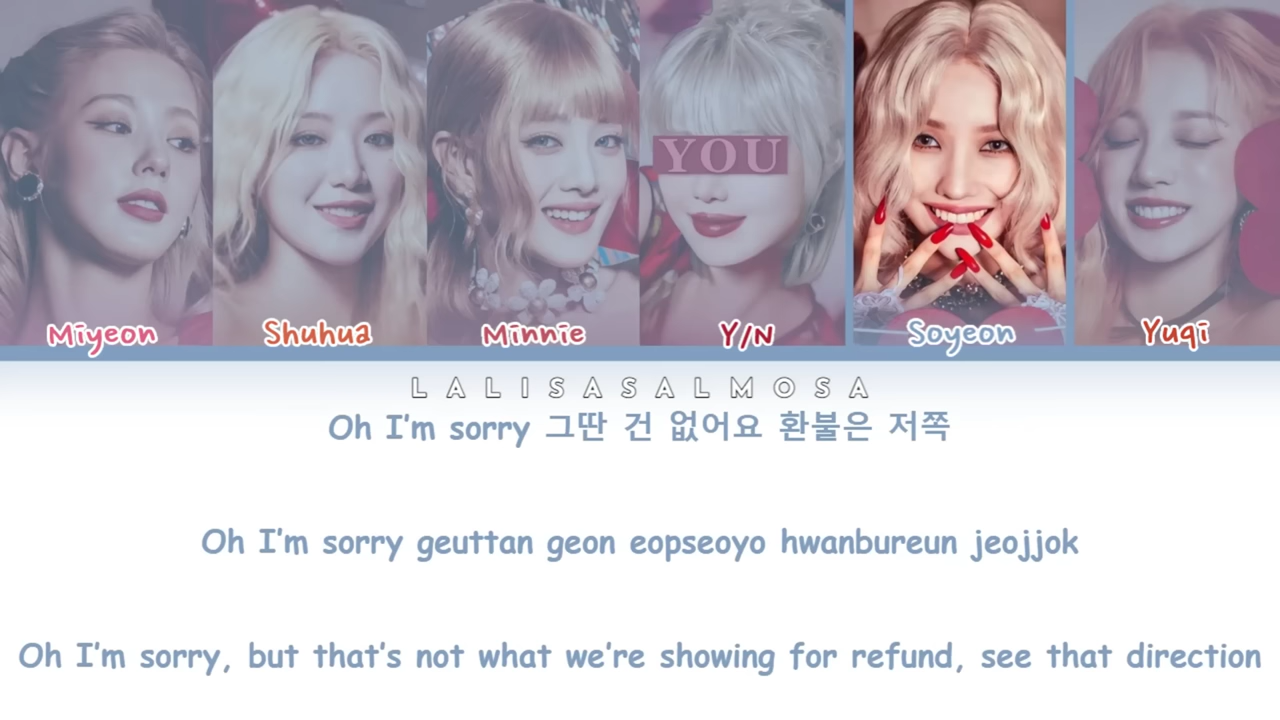 YOU
Miyeon
Shuhua
Minnie
Y/N
Soyeon
Yuqi
LALISASALMOSA
Oh I'm sorry 그딴 건 없어요 환불은 저쪽
Oh I'm sorry geuttan geon eopseoyo hwanbureun jeojjok
Oh I'm sorry, but that's not what we're showing for refund, see that direction